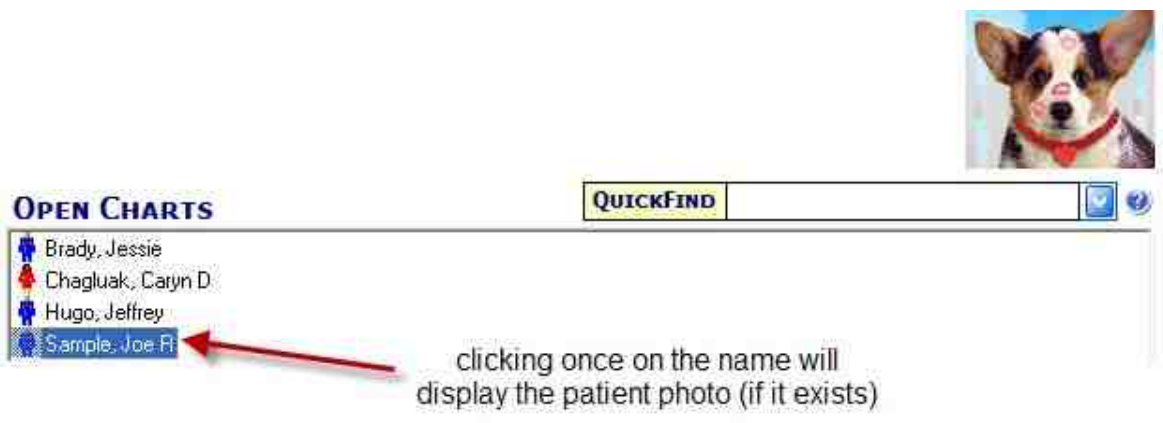 OPEN CHARTS
QUICKFIND
Brady, Jessie
Chagluak, Caryn D
Hugo, Jeffrey
Sample, Joe R
clicking once on the name will
display the patient photo (if it exists)